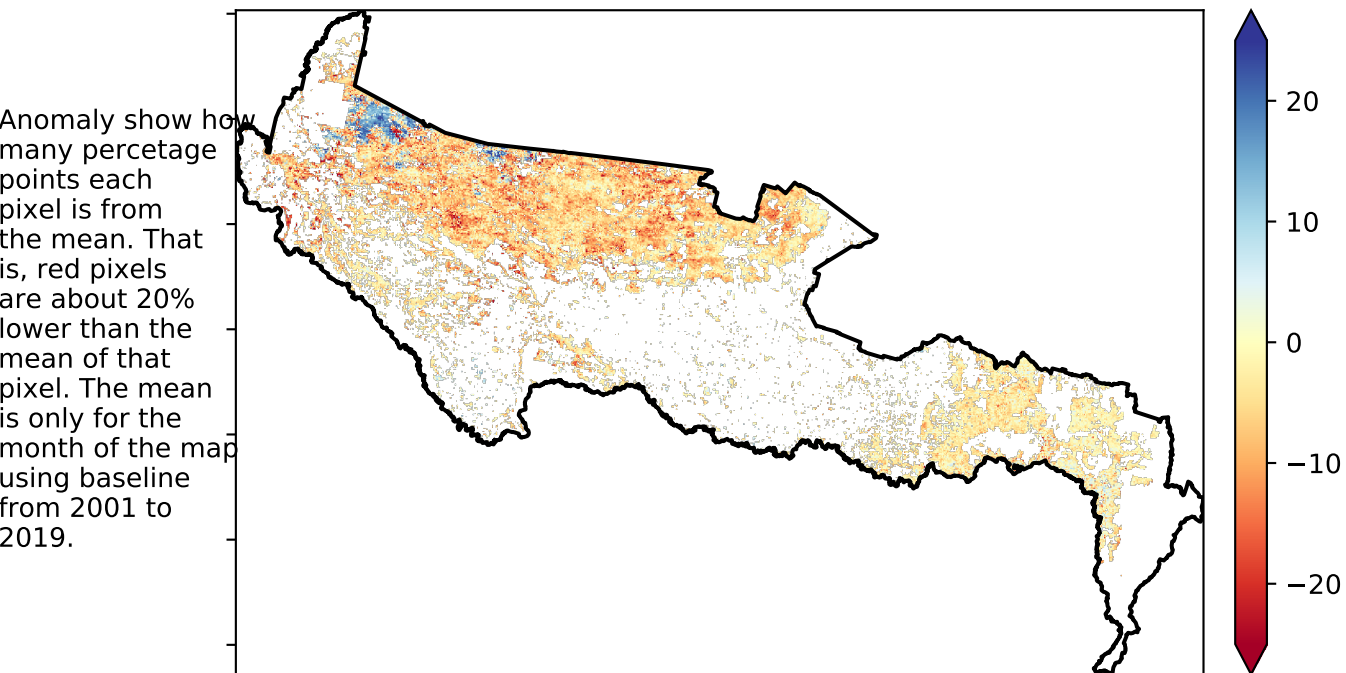 Anomaly show how
many percetage
points each
pixel is from
the mean. That
is, red pixels
are about 20%
lower than the
mean of that
pixel. The mean
is only for the
month of the map
using baseline
from 2001 to
2019.
20
10
0
−10
−20